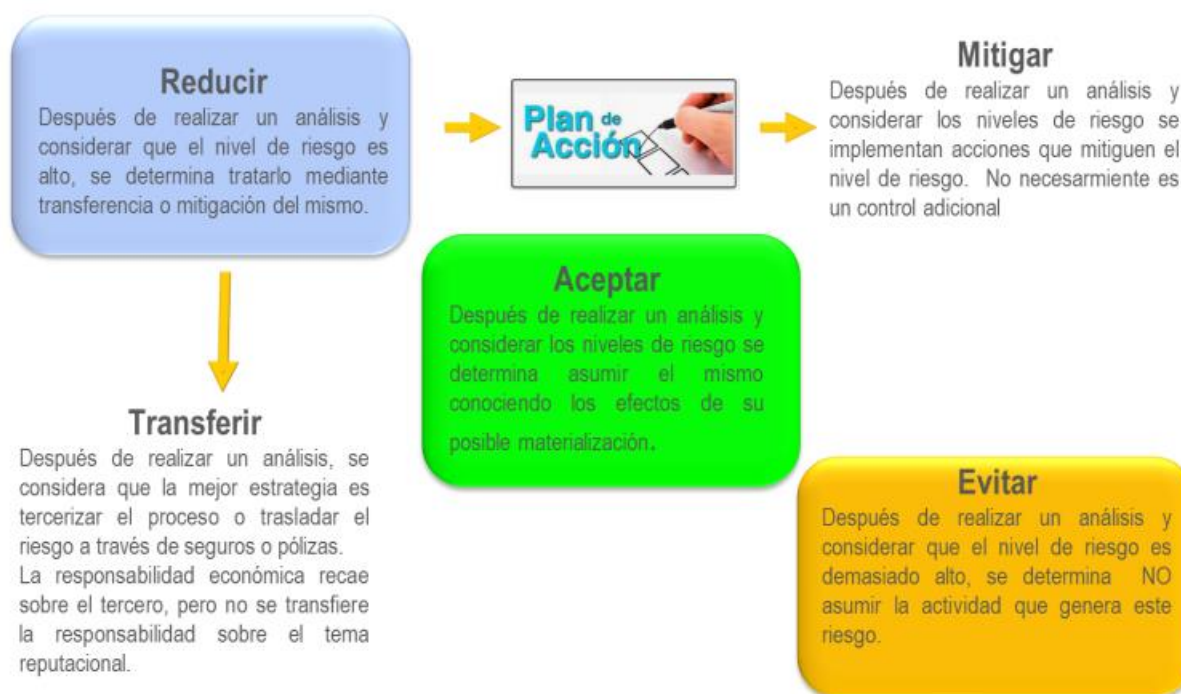 Reducir
Después de realizar un análisis y
considerar que el nivel de riesgo es
alto, se determina tratarlo mediante
transferencia o mitigación del mismo.
Plan de
Acción
Mitigar
Después de realizar un análisis y
considerar los niveles de riesgo se
implementan acciones que mitiguen el
nivel de riesgo. No necesarmiente es
un control adicional
Aceptar
Después de realizar un análisis y
considerar los niveles de riesgo se
determina asumir el mismo
conociendo los efectos de su
posible materialización.
Transferir
Después de realizar un análisis, se
considera que la mejor estrategia es
tercerizar el proceso o trasladar el
riesgo a través de seguros o pólizas.
La responsabilidad económica recae
sobre el tercero, pero no se transfiere
la responsabilidad sobre el tema
reputacional.
Evitar
Después de realizar un análisis y
considerar que el nivel de riesgo es
demasiado alto, se determina NO
asumir la actividad que genera este
riesgo.